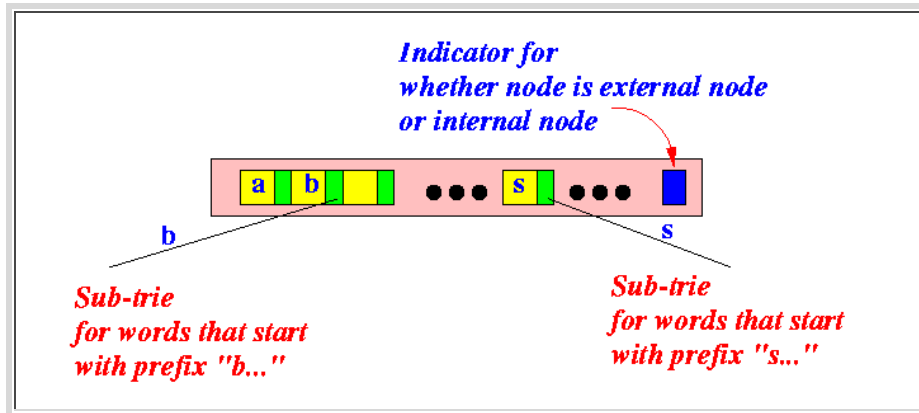 Indicator for
whether node is external node
or internal node
a b s
b s
Sub-trie
for words that start
with prefix "b..."
Sub-trie
for words that start
with prefix "s..."